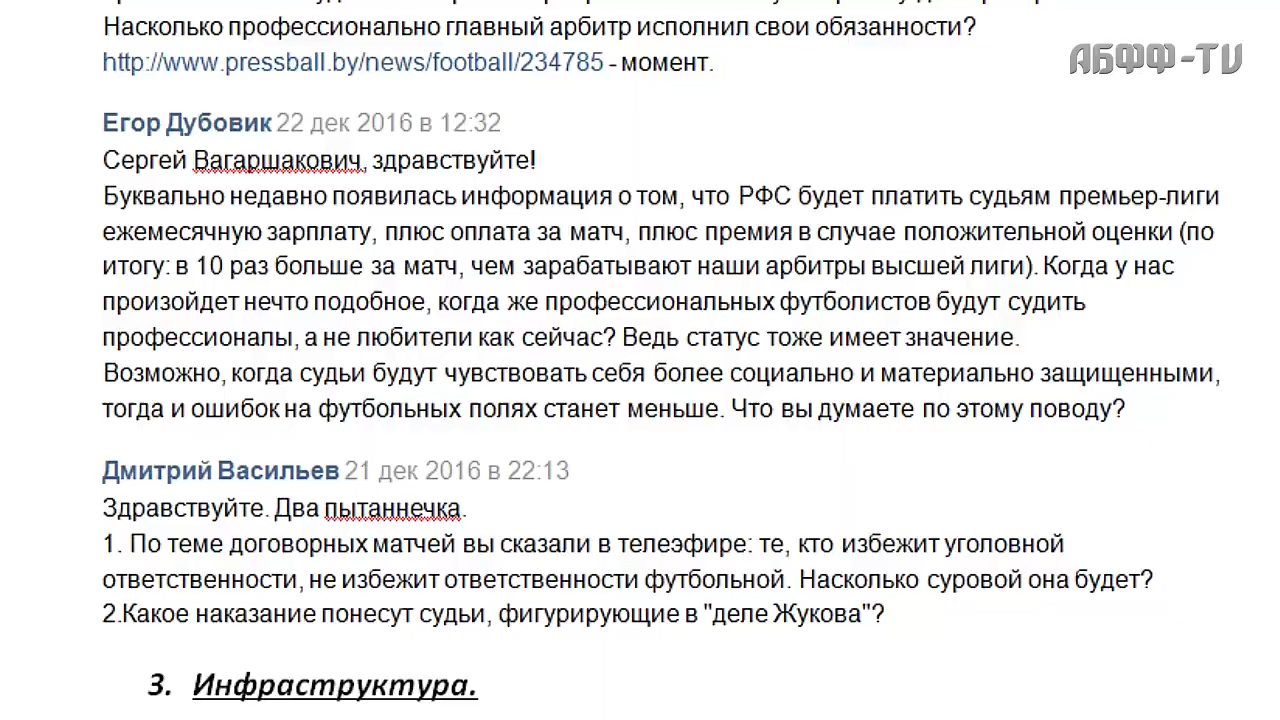 Насколько профессионально главный арбитр исполнил свои обязанности?
http://www.pressball.by/news/football/234785 - момент.
АБФФ-TV
Егор Дубовик 22 дек 2016 в 12:32
Сергей Вагаршакович, здравствуйте!
Буквально недавно появилась информация о том, что РФС будет платить судьям премьер-лиги
ежемесячную зарплату, плюс оплата за матч, плюс премия в случае положительной оценки (по
итогу: в 10 раз больше за матч, чем зарабатывают наши арбитры высшей лиги). Когда у нас
произойдет нечто подобное, когда же профессиональных футболистов будут судить
профессионалы, а не любители как сейчас? Ведь статус тоже имеет значение.
Возможно, когда судьи будут чувствовать себя более социально и материально защищенными,
тогда и ошибок на футбольных полях станет меньше. Что вы думаете по этому поводу?
Дмитрий Васильев 21 дек 2016 в 22:13
Здравствуйте. Два пытаннечка.
1. По теме договорных матчей вы сказали в телеэфире: те, кто избежит уголовной
ответственности, не избежит ответственности футбольной. Насколько суровой она будет?
2.Какое наказание понесут судьи, фигурирующие в "деле Жукова"?
3. Инфраструктура.